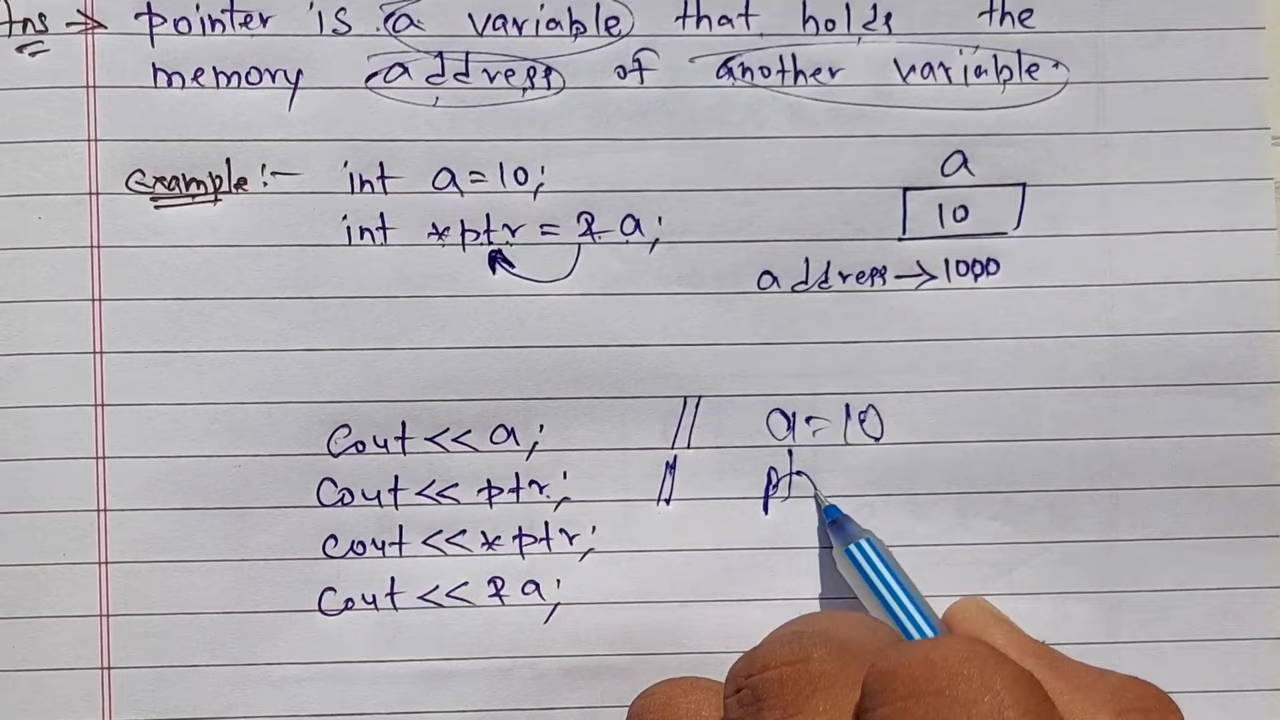 Ans → pointer is a variable that holds the
memory address of another variable.
Example:- int a=10;
int *ptr = & a;
a
10
address → 1000
Cout << a; // a=10
Cout << ptr; // pt
Cout << *ptr;
Cout << & a;